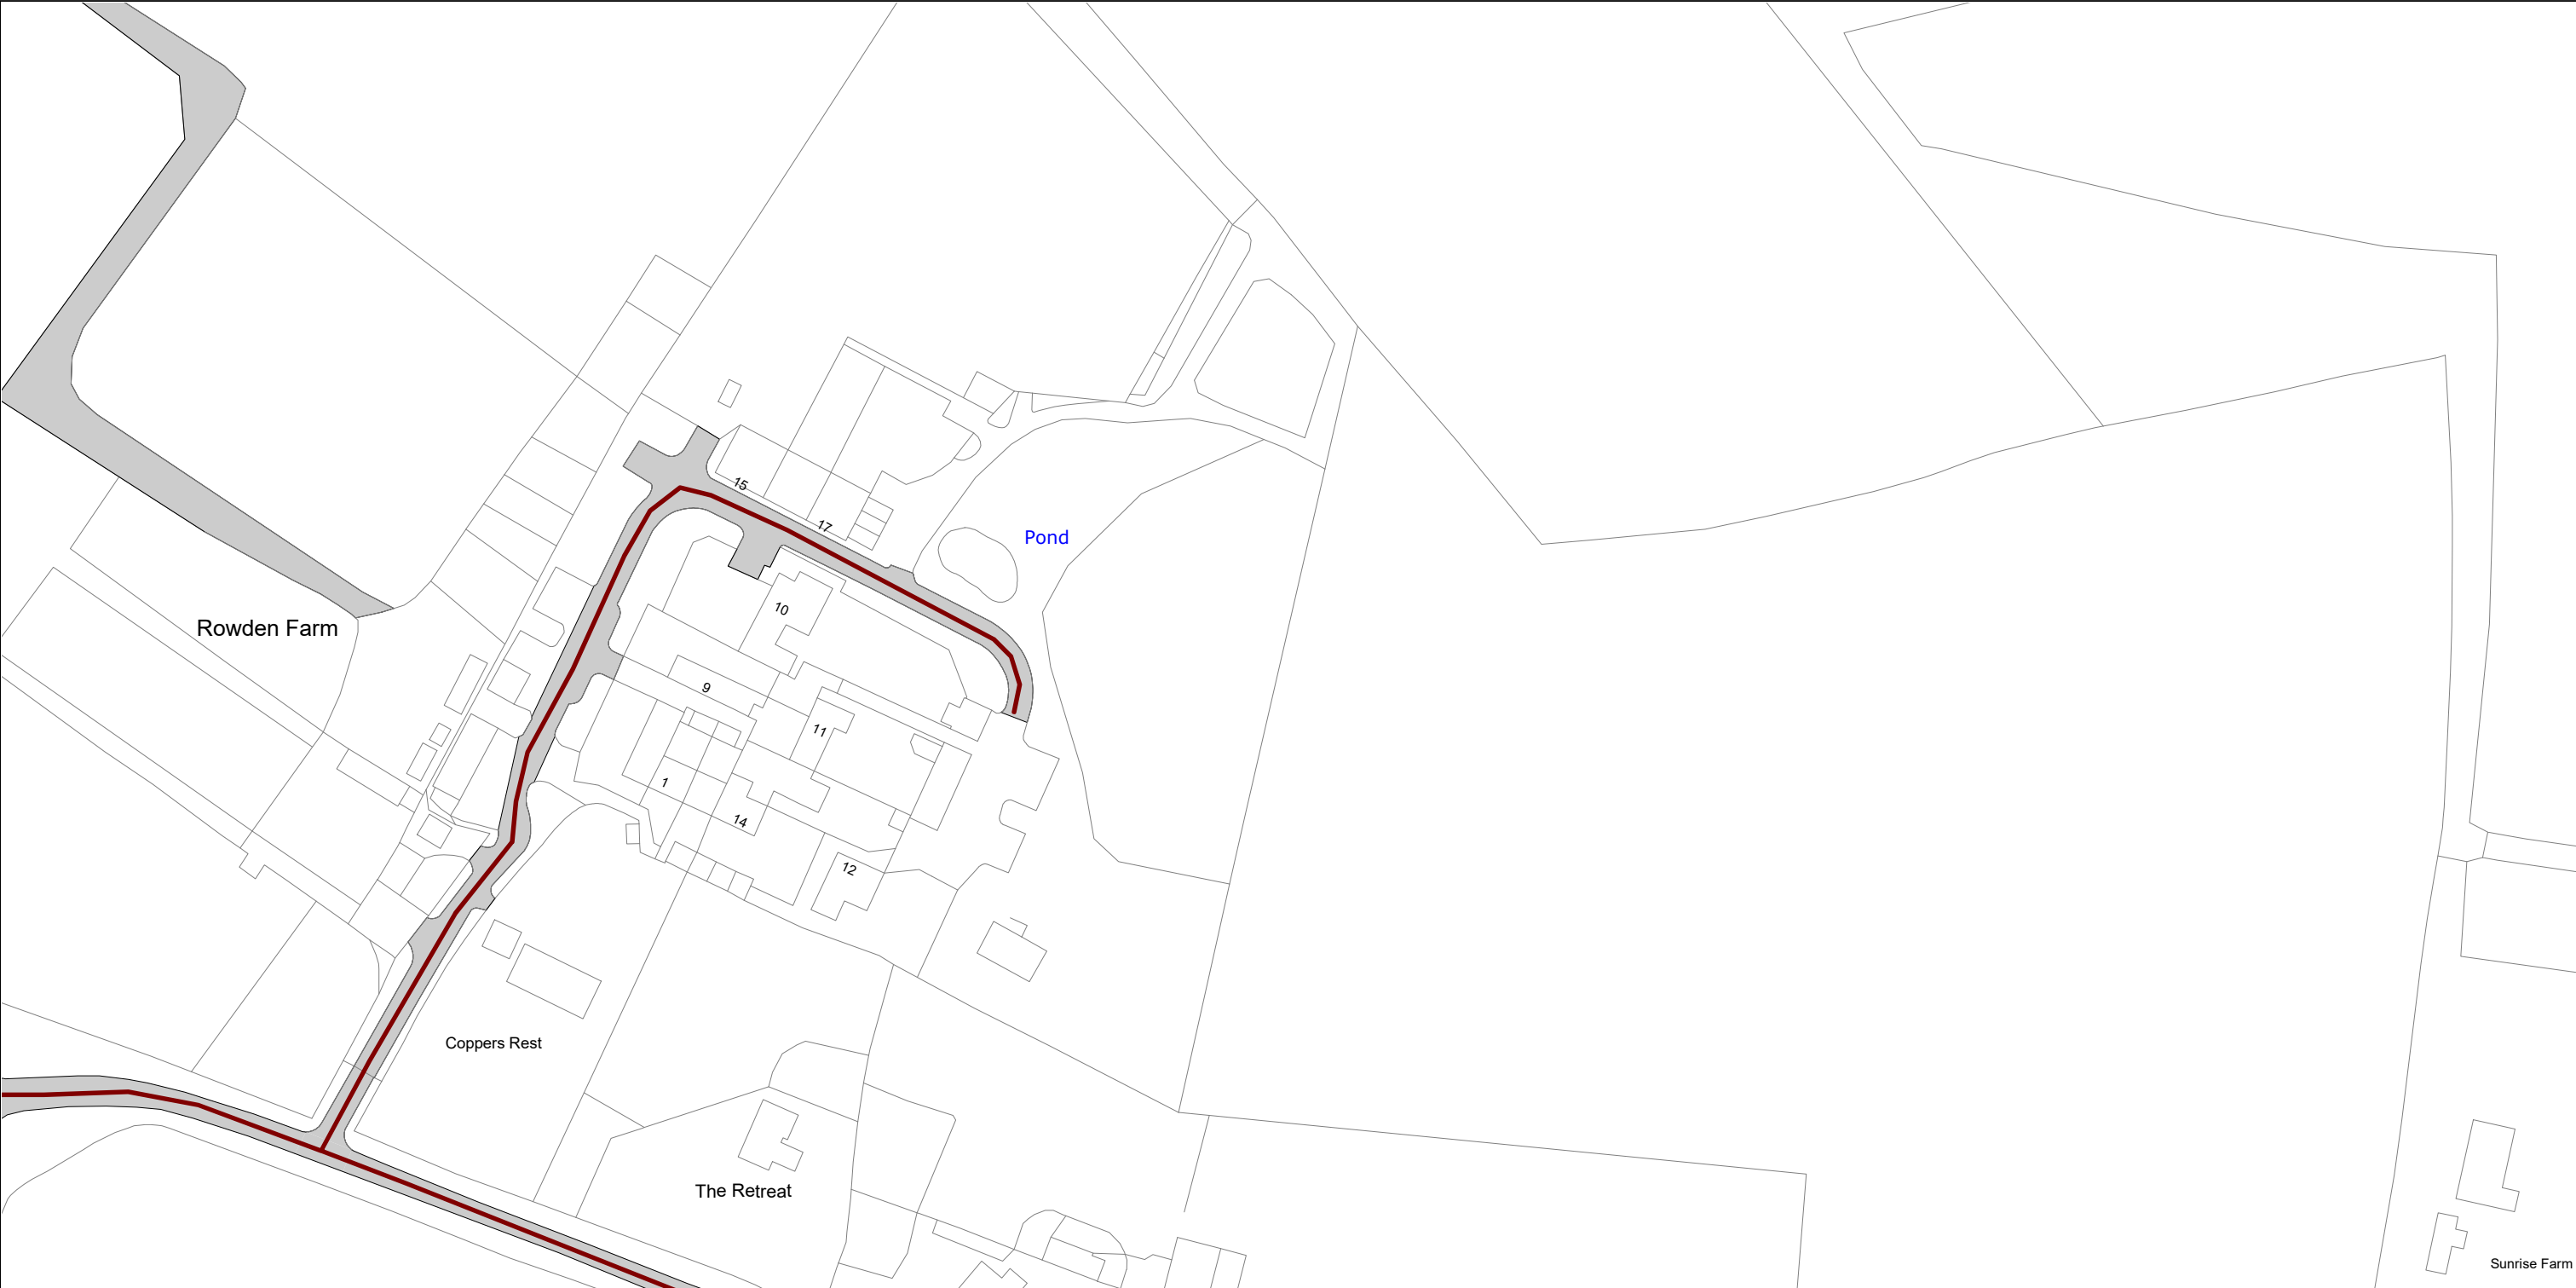 15
17
Pond
10
Rowden Farm
9
11
1
14
12
Coppers Rest
The Retreat
Sunrise Farm